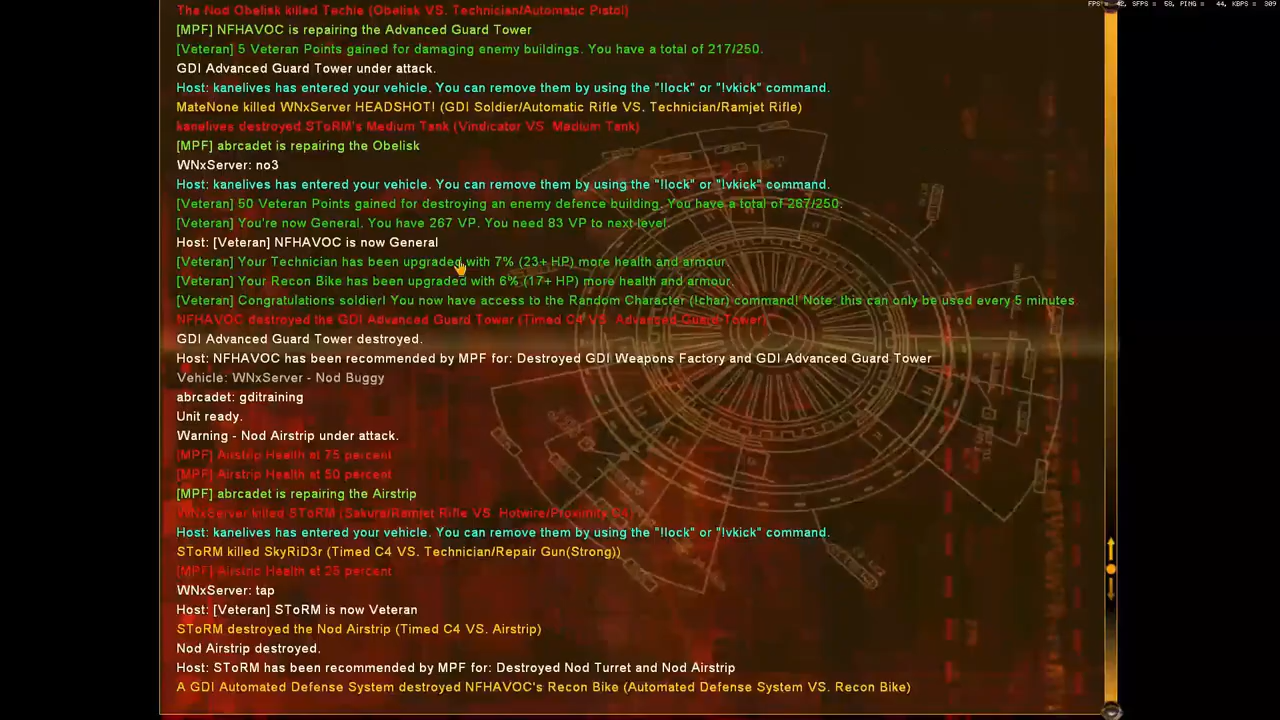 FPS = 42, SFPS = 58, PING = 44, KBPS = 309
The Nod Obelisk killed Techie (Obelisk VS. Technician/Automatic Pistol)
[MPF] NFHAVOC is repairing the Advanced Guard Tower
[Veteran] 5 Veteran Points gained for damaging enemy buildings. You have a total of 217/250.
GDI Advanced Guard Tower under attack.
Host: kanelives has entered your vehicle. You can remove them by using the "!lock" or "!vkick" command.
MateNone killed WNxServer HEADSHOT! (GDI Soldier/Automatic Rifle VS. Technician/Ramjet Rifle)
kanelives destroyed SToRM's Medium Tank (Vindicator VS. Medium Tank)
[MPF] abrcadet is repairing the Obelisk
WNxServer: no3
Host: kanelives has entered your vehicle. You can remove them by using the "!lock" or "!vkick" command.
[Veteran] 50 Veteran Points gained for destroying an enemy defence building. You have a total of 267/250.
[Veteran] You're now General. You have 267 VP. You need 83 VP to next level.
Host: [Veteran] NFHAVOC is now General
[Veteran] Your Technician has been upgraded with 7% (23+ HP) more health and armour.
[Veteran] Your Recon Bike has been upgraded with 6% (17+ HP) more health and armour.
[Veteran] Congratulations soldier! You now have access to the Random Character (!char) command! Note: this can only be used every 5 minutes.
NFHAVOC destroyed the GDI Advanced Guard Tower (Timed C4 VS. Advanced Guard Tower)
GDI Advanced Guard Tower destroyed.
Host: NFHAVOC has been recommended by MPF for: Destroyed GDI Weapons Factory and GDI Advanced Guard Tower
Vehicle: WNxServer - Nod Buggy
abrcadet: gditraining
Unit ready.
Warning - Nod Airstrip under attack.
[MPF] Airstrip Health at 75 percent
[MPF] Airstrip Health at 50 percent
[MPF] abrcadet is repairing the Airstrip
WNxServer killed SToRM (Sakura/Ramjet Rifle VS. Hotwire/Proximity C4)
Host: kanelives has entered your vehicle. You can remove them by using the "!lock" or "!vkick" command.
SToRM killed SkyRiD3r (Timed C4 VS. Technician/Repair Gun(Strong))
[MPF] Airstrip Health at 25 percent
WNxServer: tap
Host: [Veteran] SToRM is now Veteran
SToRM destroyed the Nod Airstrip (Timed C4 VS. Airstrip)
Nod Airstrip destroyed.
Host: SToRM has been recommended by MPF for: Destroyed Nod Turret and Nod Airstrip
A GDI Automated Defense System destroyed NFHAVOC's Recon Bike (Automated Defense System VS. Recon Bike)